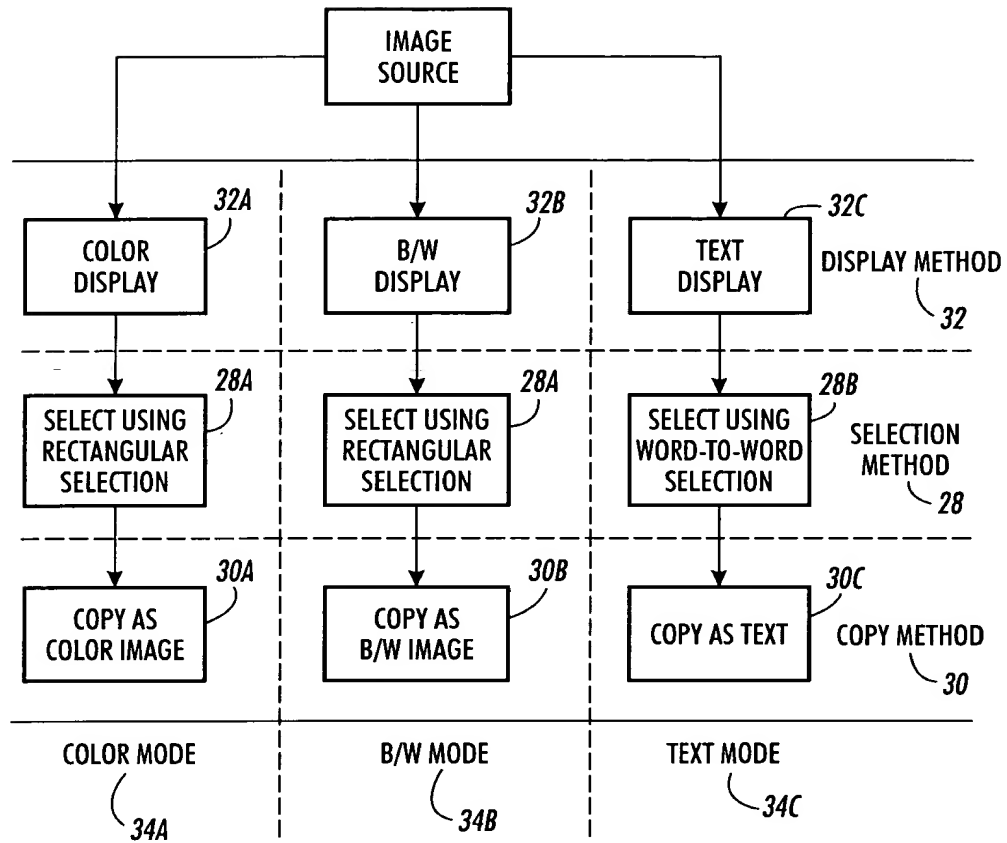 IMAGE
SOURCE
32A
32B
32C
COLOR
DISPLAY
B/W
DISPLAY
TEXT
DISPLAY
DISPLAY METHOD
32
28A
28A
28B
SELECT USING
RECTANGULAR
SELECTION
SELECT USING
RECTANGULAR
SELECTION
SELECT USING
WORD-TO-WORD
SELECTION
SELECTION
METHOD
28
30A
30B
30C
COPY AS
COLOR IMAGE
COPY AS
B/W IMAGE
COPY AS TEXT
COPY METHOD
30
COLOR MODE
B/W MODE
TEXT MODE
34A
34B
34C